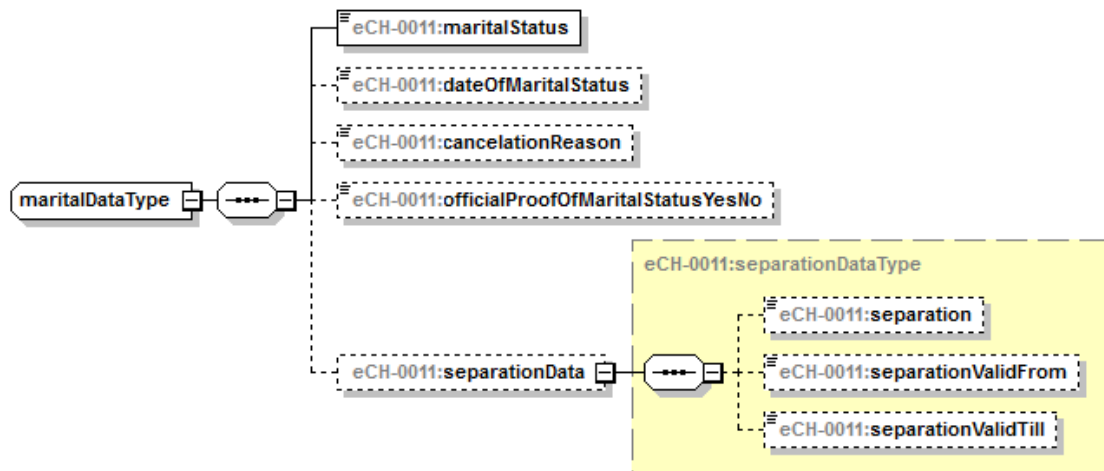 eCH-0011:maritalStatus
eCH-0011:dateOfMaritalStatus
eCH-0011:cancelationReason
maritalDataType
eCH-0011:officialProofOfMaritalStatusYesNo
eCH-0011:separationDataType
eCH-0011:separation
eCH-0011:separationData
eCH-0011:separationValidFrom
eCH-0011:separationValidTill